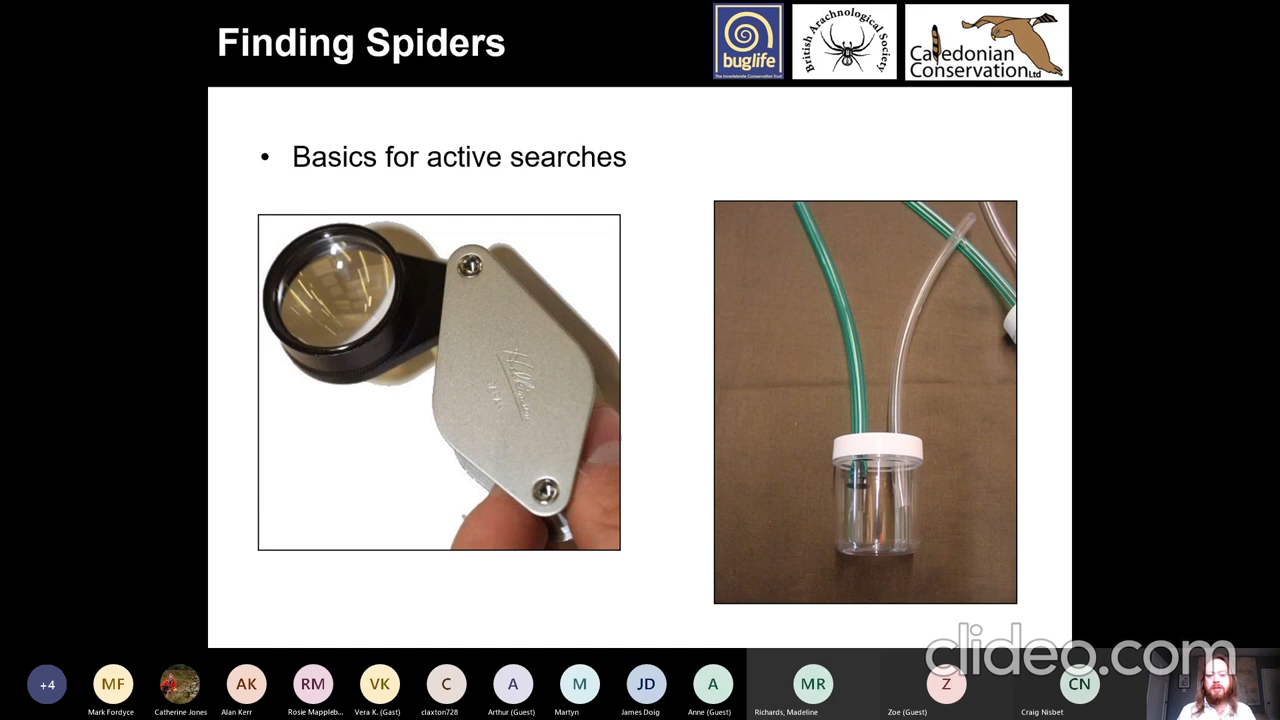 Finding Spiders
buglife
The Invertebrate Conservation Trust
British Arachnological Society
Caledonian
Conservation Ltd
• Basics for active searches
clideo.com
+4
MF
AK
RM
VK
C
A
M
JD
A
MR
Z
CN
Mark Fordyce
Catherine Jones
Alan Kerr
Rosie Mappleb...
Vera K. (Gast)
claxton728
Arthur (Guest)
Martyn
James Doig
Anne (Guest)
Richards, Madeline
Zoe (Guest)
Craig Nisbet